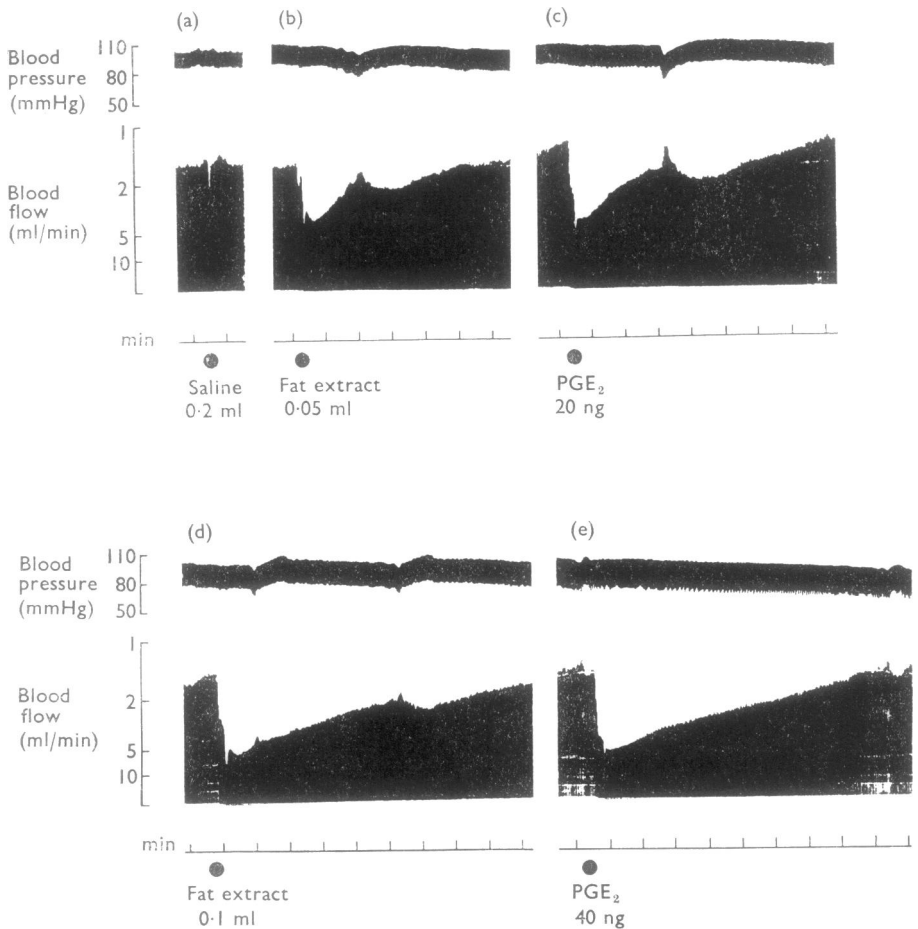 (a)
(b)
(c)
Blood
pressure
(mmHg)
110
80
50
Blood
flow
(ml/min)
1
2
5
10
min
Saline
0·2 ml
Fat extract
0·05 ml
PGE₂
20 ng
(d)
(e)
Blood
pressure
(mmHg)
110
80
50
Blood
flow
(ml/min)
1
2
5
10
min
Fat extract
0·1 ml
PGE₂
40 ng